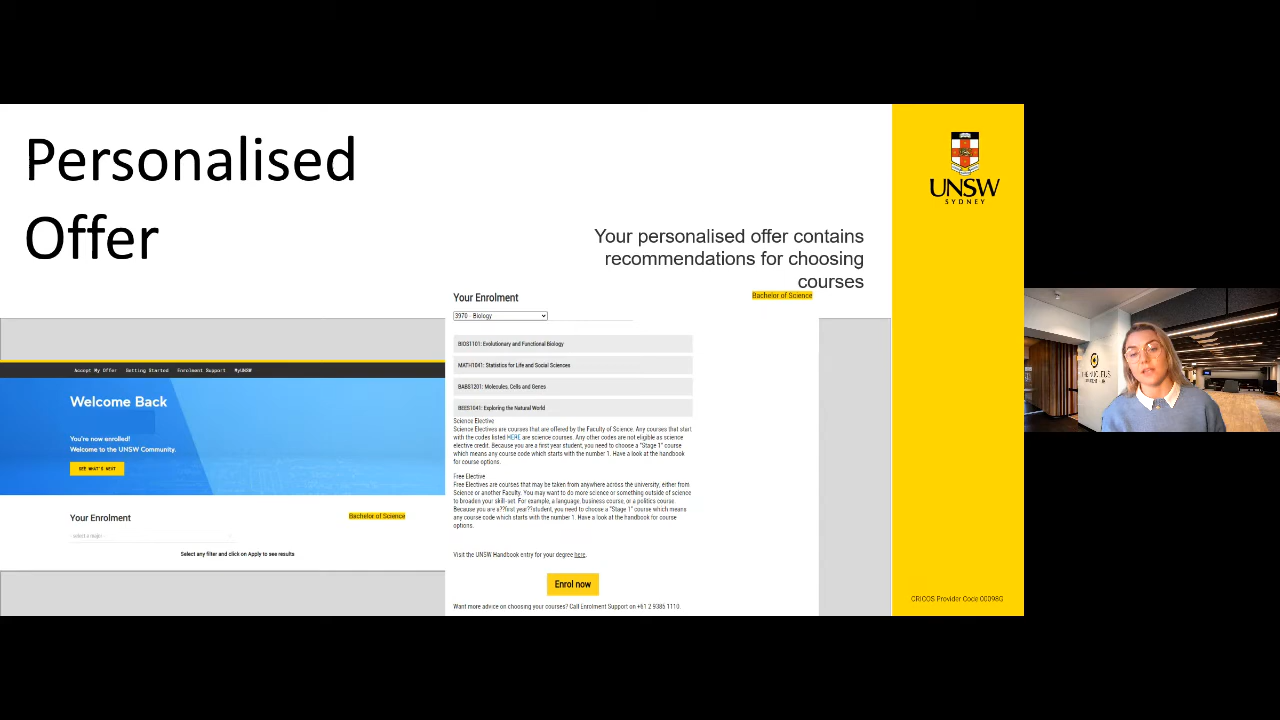 Personalised
Offer
Your personalised offer contains
recommendations for choosing
courses
UNSW
SYDNEY
CRICOS Provider Code 00098G
Accept My Offer Getting Started Enrolment Support MyUNSW
Welcome Back
You're now enrolled!
Welcome to the UNSW Community.
SEE WHAT'S NEXT
Your Enrolment
Bachelor of Science
- select a major -
Select any filter and click on Apply to see results
Your Enrolment
Bachelor of Science
3970 - Biology
BIOS1101: Evolutionary and Functional Biology
MATH1041: Statistics for Life and Social Sciences
BABS1201: Molecules, Cells and Genes
BEES1041: Exploring the Natural World
Science Elective
Science Electives are courses that are offered by the Faculty of Science. Any courses that start
with the codes listed HERE are science courses. Any other codes are not eligible as science
elective credit. Because you are a first year student, you need to choose a "Stage 1" course
which means any course code which starts with the number 1. Have a look at the handbook
for course options.
Free Elective
Free Electives are courses that may be taken from anywhere across the university, either from
Science or another Faculty. You may want to do more science or something outside of science
to broaden your skill-set. For example, a language, business course, or a politics course.
Because you are a??first year??student, you need to choose a "Stage 1" course which means
any course code which starts with the number 1. Have a look at the handbook for course
options.
Visit the UNSW Handbook entry for your degree here.
Enrol now
Want more advice on choosing your courses? Call Enrolment Support on +61 2 9385 1110.